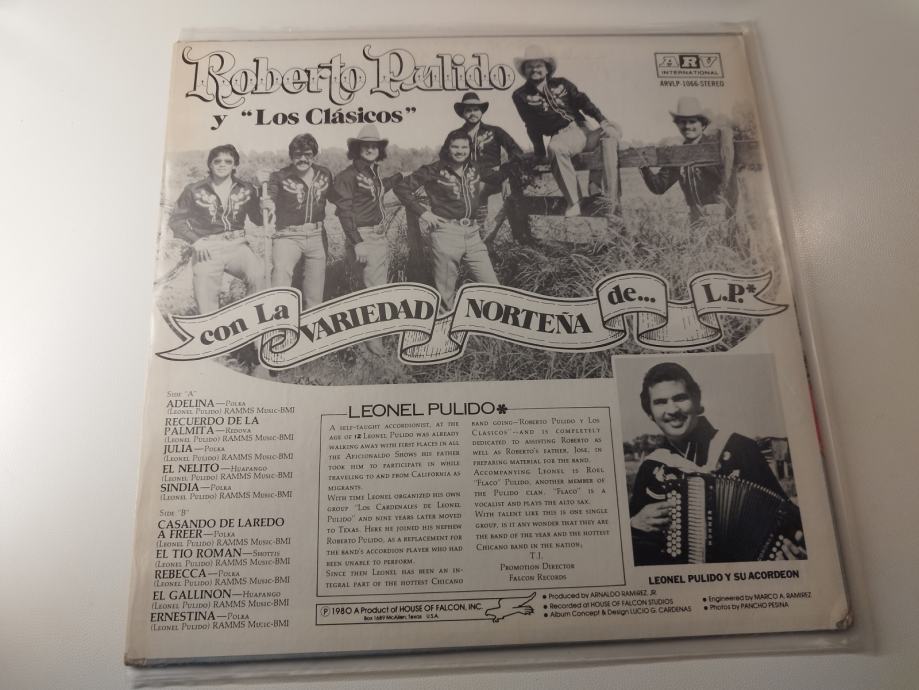 Roberto Pulido
y "Los Clásicos"
ARV
INTERNATIONAL
ARVLP-1066-STEREO
con La VARIEDAD NORTEÑA de... L.P.*
SIDE "A"
ADELINA—POLKA
(LEONEL PULIDO) RAMMS MUSIC-BMI
RECUERDO DE LA
PALMITA—REDOVA
(LEONEL PULIDO) RAMMS MUSIC-BMI
JULIA—POLKA
(LEONEL PULIDO) RAMMS MUSIC-BMI
EL NELITO—HUAPANGO
(LEONEL PULIDO) RAMMS MUSIC-BMI
SINDIA—POLKA
(LEONEL PULIDO) RAMMS MUSIC-BMI
SIDE "B"
CASANDO DE LAREDO
A FREER—POLKA
(LEONEL PULIDO) RAMMS MUSIC-BMI
EL TIO ROMAN—SHOTTIS
(LEONEL PULIDO) RAMMS MUSIC-BMI
REBECCA—POLKA
(LEONEL PULIDO) RAMMS MUSIC-BMI
EL GALLINON—HUAPANGO
(LEONEL PULIDO) RAMMS MUSIC-BMI
ERNESTINA—POLKA
(LEONEL PULIDO) RAMMS MUSIC-BMI
LEONEL PULIDO*
A SELF-TAUGHT ACCORDIONIST, AT THE
AGE OF 12 LEONEL PULIDO WAS ALREADY
WALKING AWAY WITH FIRST PLACES IN ALL
THE AFICIONALDO SHOWS HIS FATHER
TOOK HIM TO PARTICIPATE IN WHILE
TRAVELING TO AND FROM CALIFORNIA AS
MIGRANTS.
WITH TIME LEONEL ORGANIZED HIS OWN
GROUP "LOS CARDENALES DE LEONEL
PULIDO" AND NINE YEARS LATER MOVED
TO TEXAS. HERE HE JOINED HIS NEPHEW
ROBERTO PULIDO, AS A REPLACEMENT FOR
THE BAND'S ACCORDION PLAYER WHO HAD
BEEN UNABLE TO PERFORM.
SINCE THEN LEONEL HAS BEEN AN IN-
TEGRAL PART OF THE HOTTEST CHICANO
BAND GOING—ROBERTO PULIDO Y LOS
CLASICOS"—AND IS COMPLETELY
DEDICATED TO ASSISTING ROBERTO AS
WELL AS ROBERTO'S FATHER, JOSE, IN
PREPARING MATERIAL FOR THE BAND.
ACCOMPANYING LEONEL IS ROEL
"FLACO" PULIDO, ANOTHER MEMBER OF
THE PULIDO CLAN. "FLACO" IS A
VOCALIST AND PLAYS THE ALTO SAX.
WITH TALENT LIKE THIS IS ONE SINGLE
GROUP, IS IT ANY WONDER THAT THEY ARE
THE BAND OF THE YEAR AND THE HOTTEST
CHICANO BAND IN THE NATION,
T.J.
PROMOTION DIRECTOR
FALCON RECORDS
HOHNER
LEONEL PULIDO Y SU ACORDEON
Ⓟ 1980 A Product of HOUSE OF FALCON, INC.
Box 1689 McAllen, Texas U.S.A.
• Produced by ARNALDO RAMIREZ, JR.
• Recorded at HOUSE OF FALCON STUDIOS
• Album Concept & Design LUCIO G. CARDENAS
• Engineered by MARCO A. RAMIREZ
• Photos by PANCHO PESINA